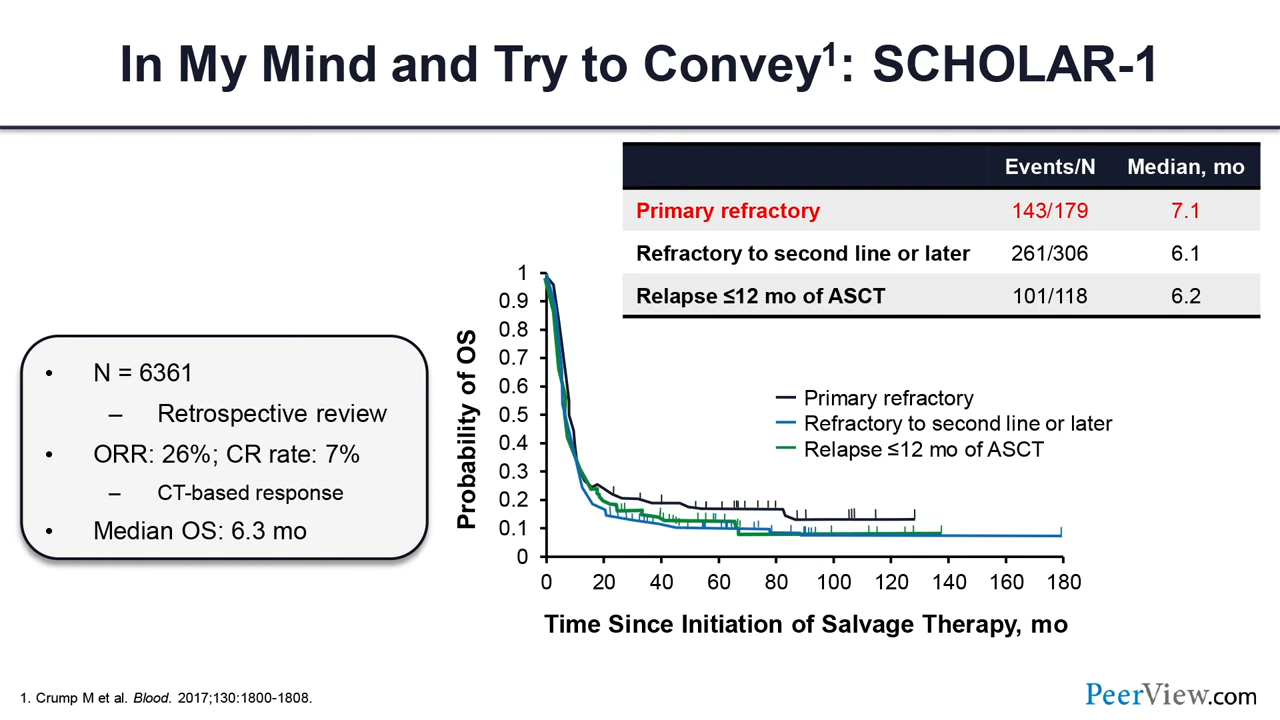 In My Mind and Try to Convey1: SCHOLAR-1
Events/N Median, mo
Primary refractory 143/179 7.1
Refractory to second line or later 261/306 6.1
Relapse ≤12 mo of ASCT 101/118 6.2
• N = 6361
– Retrospective review
• ORR: 26%; CR rate: 7%
– CT-based response
• Median OS: 6.3 mo
Probability of OS
1
0.9
0.8
0.7
0.6
0.5
0.4
0.3
0.2
0.1
0
Primary refractory
Refractory to second line or later
Relapse ≤12 mo of ASCT
0 20 40 60 80 100 120 140 160 180
Time Since Initiation of Salvage Therapy, mo
1. Crump M et al. Blood. 2017;130:1800-1808.
PeerView.com